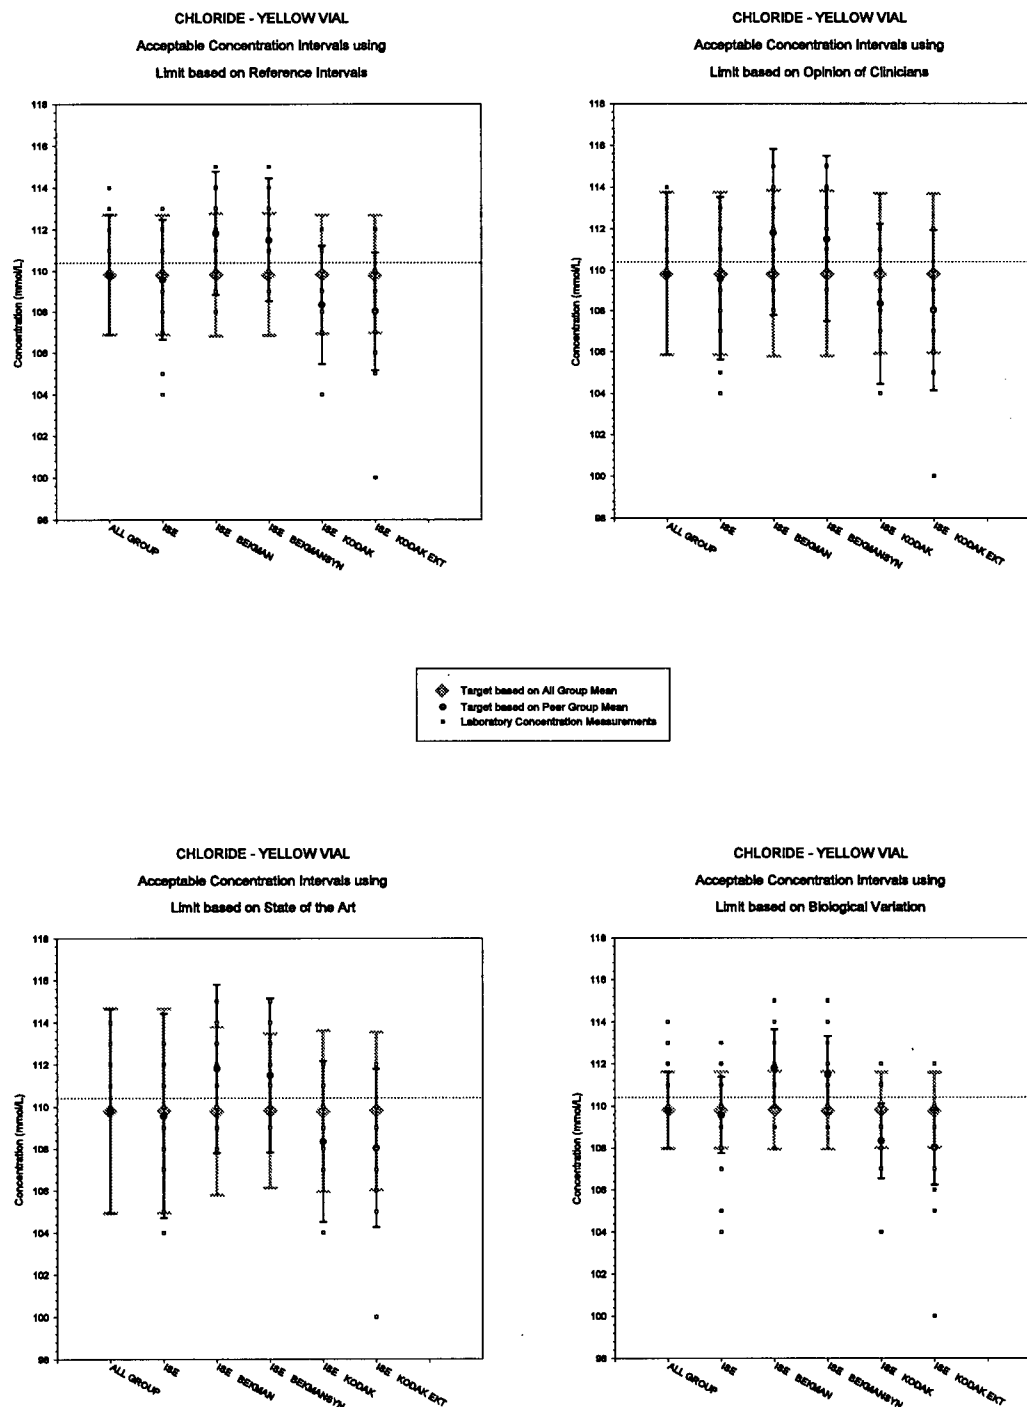 CHLORIDE - YELLOW VIAL
Acceptable Concentration Intervals using
Limit based on Reference Intervals
118
116
114
112
110
108
106
104
102
100
98
Concentration (mmol/L)
ALL GROUP
ISE
ISE BEKMAN
ISE BEKMANSYN
ISE KODAK
ISE KODAK EKT
CHLORIDE - YELLOW VIAL
Acceptable Concentration Intervals using
Limit based on Opinion of Clinicians
118
116
114
112
110
108
106
104
102
100
98
Concentration (mmol/L)
ALL GROUP
ISE
ISE BEKMAN
ISE BEKMANSYN
ISE KODAK
ISE KODAK EKT
Target based on All Group Mean
Target based on Peer Group Mean
Laboratory Concentration Measurements
CHLORIDE - YELLOW VIAL
Acceptable Concentration Intervals using
Limit based on State of the Art
118
116
114
112
110
108
106
104
102
100
98
Concentration (mmol/L)
ALL GROUP
ISE
ISE BEKMAN
ISE BEKMANSYN
ISE KODAK
ISE KODAK EKT
CHLORIDE - YELLOW VIAL
Acceptable Concentration Intervals using
Limit based on Biological Variation
118
116
114
112
110
108
106
104
102
100
98
Concentration (mmol/L)
ALL GROUP
ISE
ISE BEKMAN
ISE BEKMANSYN
ISE KODAK
ISE KODAK EKT